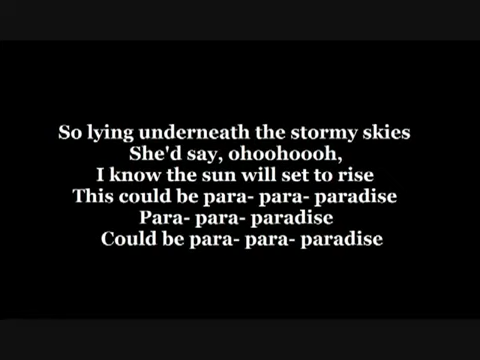 So lying underneath the stormy skies
She'd say, ohoohoooh,
I know the sun will set to rise
This could be para- para- paradise
Para- para- paradise
Could be para- para- paradise